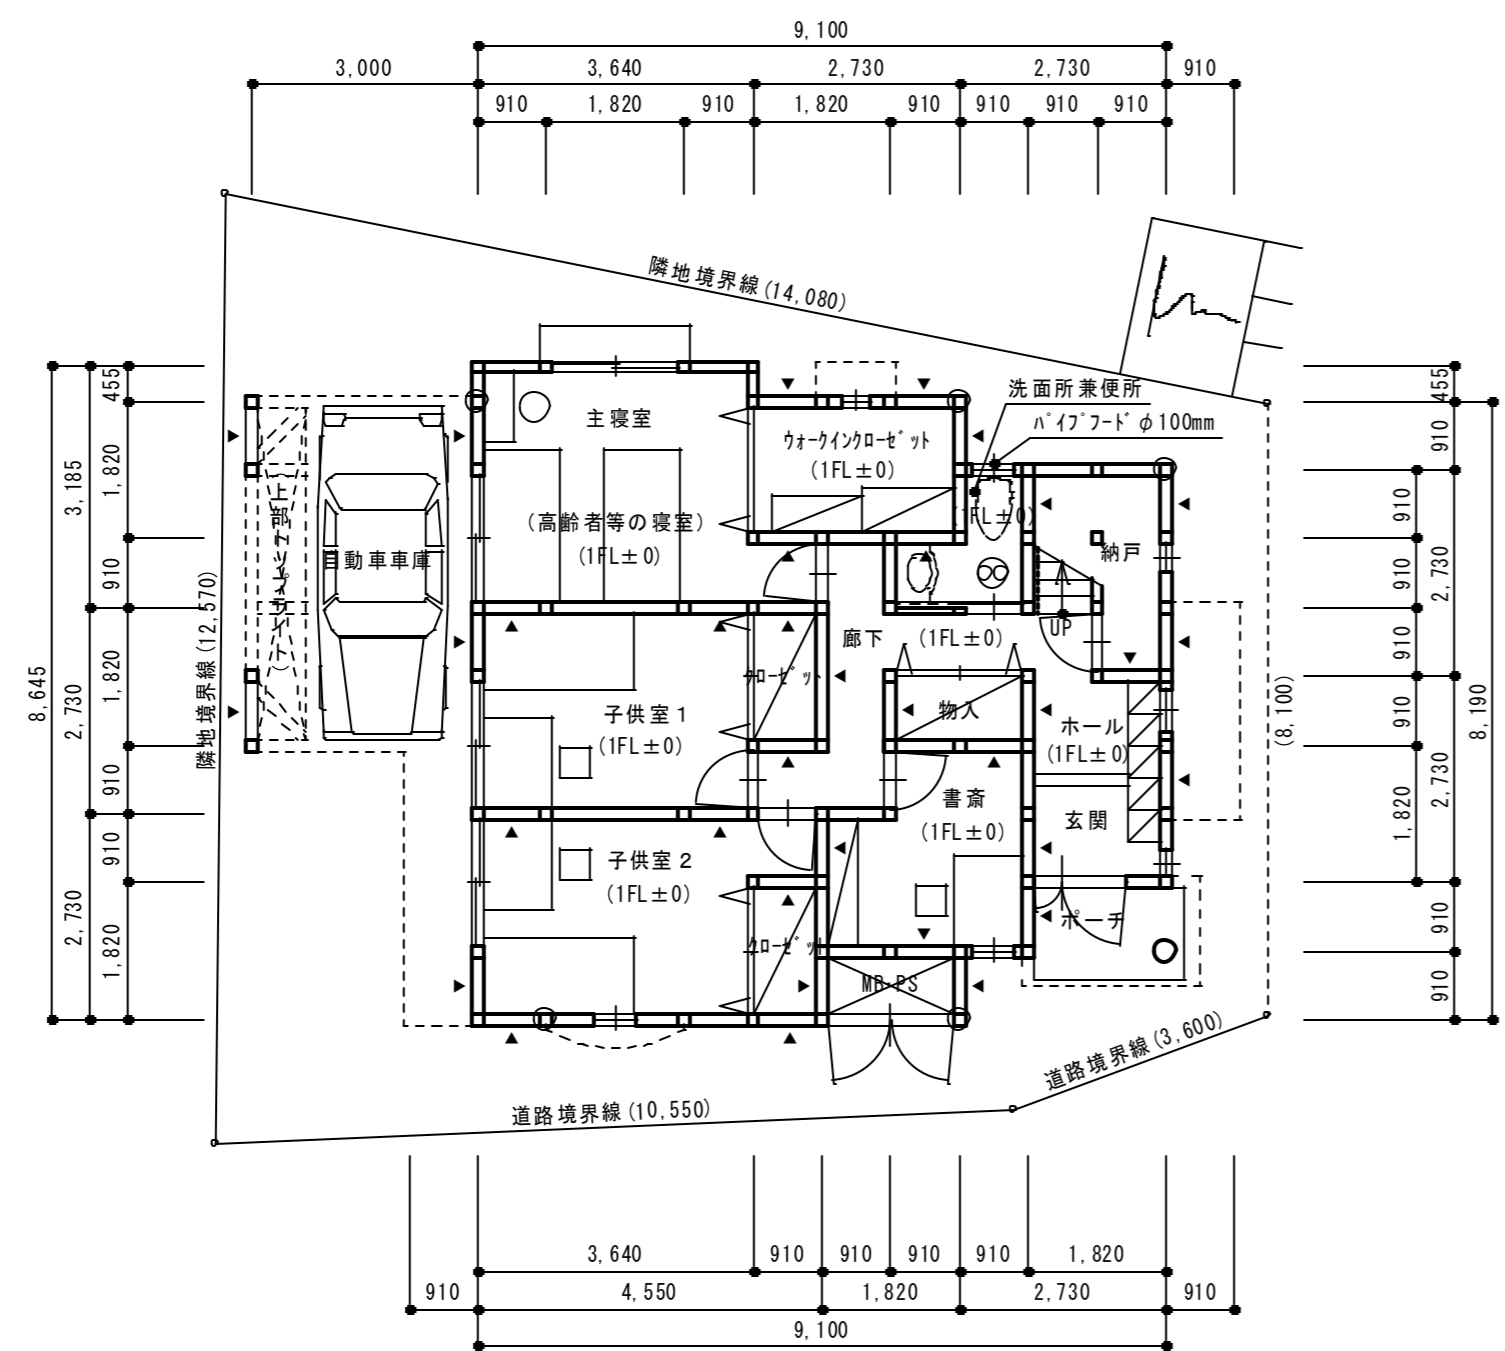 9,100
3,000
3,640
2,730
2,730
910
910
1,820
910
1,820
910
910
910
910
隣地境界線(14,080)
洗面所兼便所
パイプフードφ100mm
主寝室
ウォークインクローゼット
(1FL±0)
(高齢者等の寝室)
(1FL±0)
(1FL±0)
納戸
自動車車庫
廊下
(1FL±0)
UP
クローゼット
子供室1
(1FL±0)
物入
ホール
(1FL±0)
書斎
(1FL±0)
玄関
子供室2
(1FL±0)
クローゼット
ポーチ
MB・PS
隣地境界線(12,570)
(8,100)
道路境界線(3,600)
道路境界線(10,550)
8,645
3,185
2,730
2,730
455
1,820
910
1,820
910
910
1,820
455
910
910
910
910
910
1,820
2,730
2,730
910
910
8,190
3,640
910
910
910
910
1,820
910
4,550
1,820
2,730
910
9,100